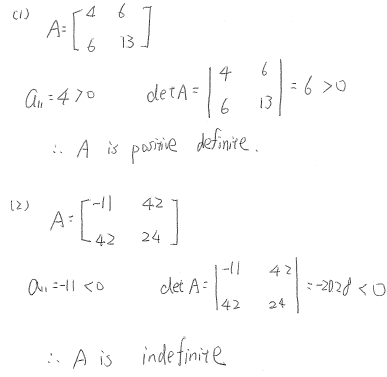 (1) A = [4 6; 6 13]
a₁₁ = 4 > 0 det A = |4 6; 6 13| = 6 > 0
∴ A is positive definite.
(2) A = [-11 42; 42 24]
a₁₁ = -11 < 0 det A = |-11 42; 42 24| = -2028 < 0
∴ A is indefinite